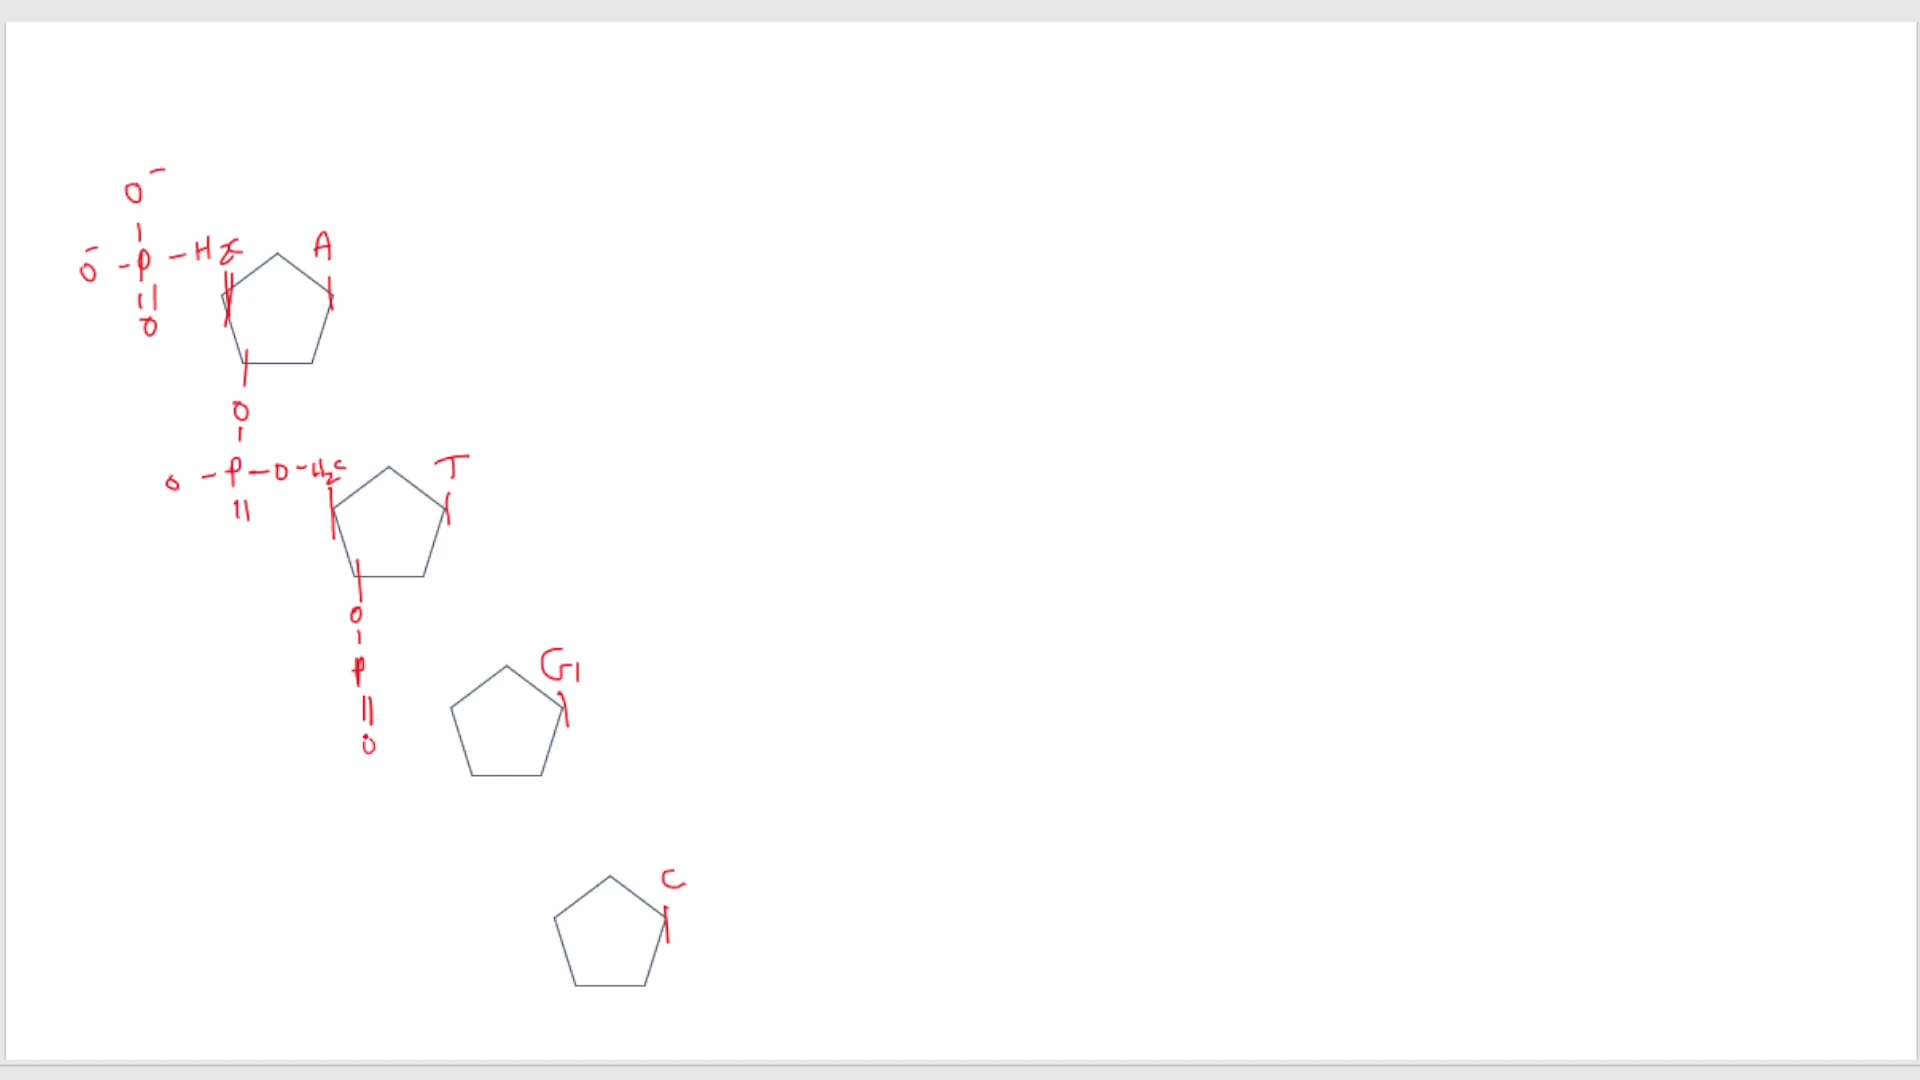 O⁻
O⁻ - P - H₂C A
O
O
O - P - O - H₂C T
O
P G
O
C